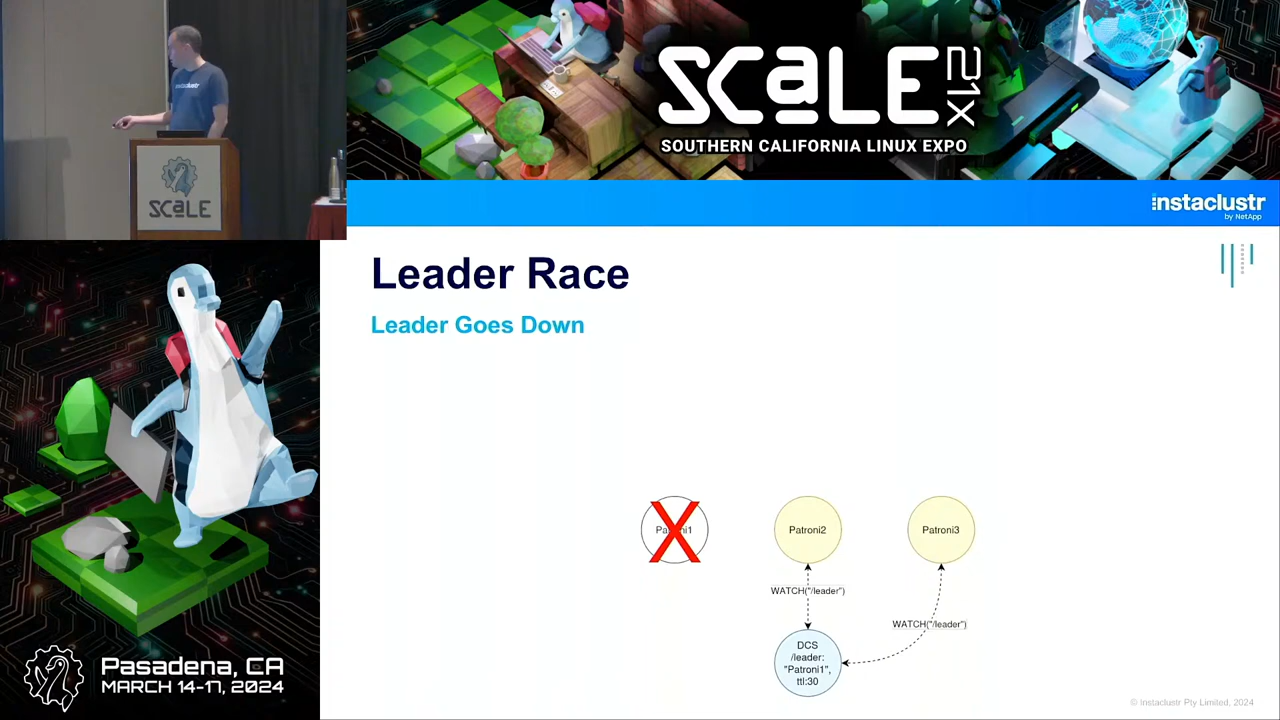 instaclustr
SCALE
SCALE 21X
SOUTHERN CALIFORNIA LINUX EXPO
instaclustr
by NetApp
Leader Race
Leader Goes Down
Patroni2
Patroni3
WATCH("/leader")
WATCH("/leader")
DCS
/leader:
"Patroni1",
ttl:30
© Instaclustr Pty Limited, 2024
Pasadena, CA
MARCH 14-17, 2024